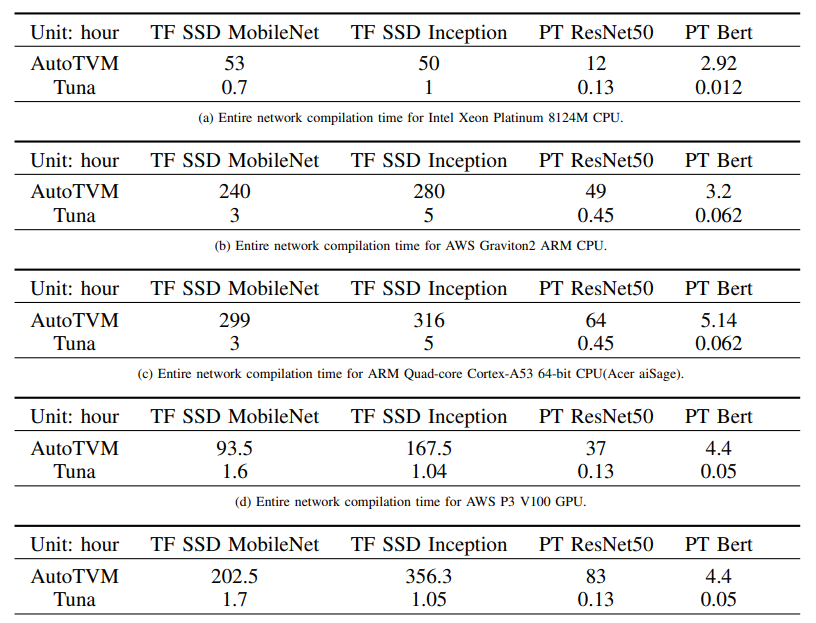 Unit: hour TF SSD MobileNet TF SSD Inception PT ResNet50 PT Bert
AutoTVM 53 50 12 2.92
Tuna 0.7 1 0.13 0.012
(a) Entire network compilation time for Intel Xeon Platinum 8124M CPU.
Unit: hour TF SSD MobileNet TF SSD Inception PT ResNet50 PT Bert
AutoTVM 240 280 49 3.2
Tuna 3 5 0.45 0.062
(b) Entire network compilation time for AWS Graviton2 ARM CPU.
Unit: hour TF SSD MobileNet TF SSD Inception PT ResNet50 PT Bert
AutoTVM 299 316 64 5.14
Tuna 3 5 0.45 0.062
(c) Entire network compilation time for ARM Quad-core Cortex-A53 64-bit CPU(Acer aiSage).
Unit: hour TF SSD MobileNet TF SSD Inception PT ResNet50 PT Bert
AutoTVM 93.5 167.5 37 4.4
Tuna 1.6 1.04 0.13 0.05
(d) Entire network compilation time for AWS P3 V100 GPU.
Unit: hour TF SSD MobileNet TF SSD Inception PT ResNet50 PT Bert
AutoTVM 202.5 356.3 83 4.4
Tuna 1.7 1.05 0.13 0.05